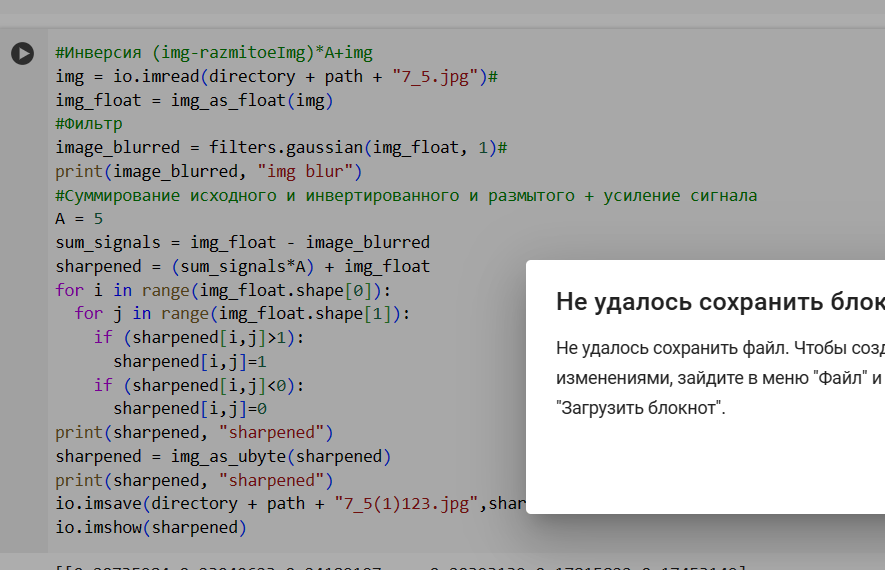 #Инверсия (img-razmitoeImg)*A+img
img = io.imread(directory + path + "7_5.jpg")#
img_float = img_as_float(img)
#Фильтр
image_blurred = filters.gaussian(img_float, 1)#
print(image_blurred, "img blur")
#Суммирование исходного и инвертированного и размытого + усиление сигнала
A = 5
sum_signals = img_float - image_blurred
sharpened = (sum_signals*A) + img_float
for i in range(img_float.shape[0]):
for j in range(img_float.shape[1]):
if (sharpened[i,j]>1):
sharpened[i,j]=1
if (sharpened[i,j]<0):
sharpened[i,j]=0
print(sharpened, "sharpened")
sharpened = img_as_ubyte(sharpened)
print(sharpened, "sharpened")
io.imsave(directory + path + "7_5(1)123.jpg",shar
io.imshow(sharpened)
Не удалось сохранить блок
Не удалось сохранить файл. Чтобы созд
изменениями, зайдите в меню "Файл" и
"Загрузить блокнот".